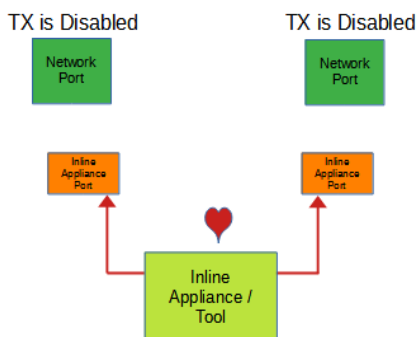 TX is Disabled
TX is Disabled
Network
Port
Network
Port
Inline
Appliance
Port
Inline
Appliance
Port
Inline
Appliance /
Tool